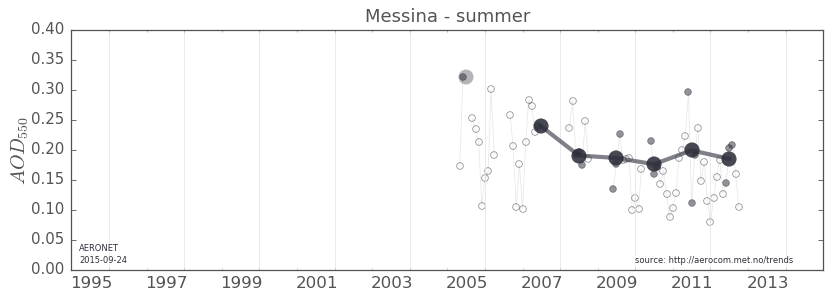 Messina - summer
0.40
0.35
0.30
0.25
0.20
0.15
0.10
0.05
0.00
AOD550
AERONET
2015-09-24
source: http://aerocom.met.no/trends
1995 1997 1999 2001 2003 2005 2007 2009 2011 2013